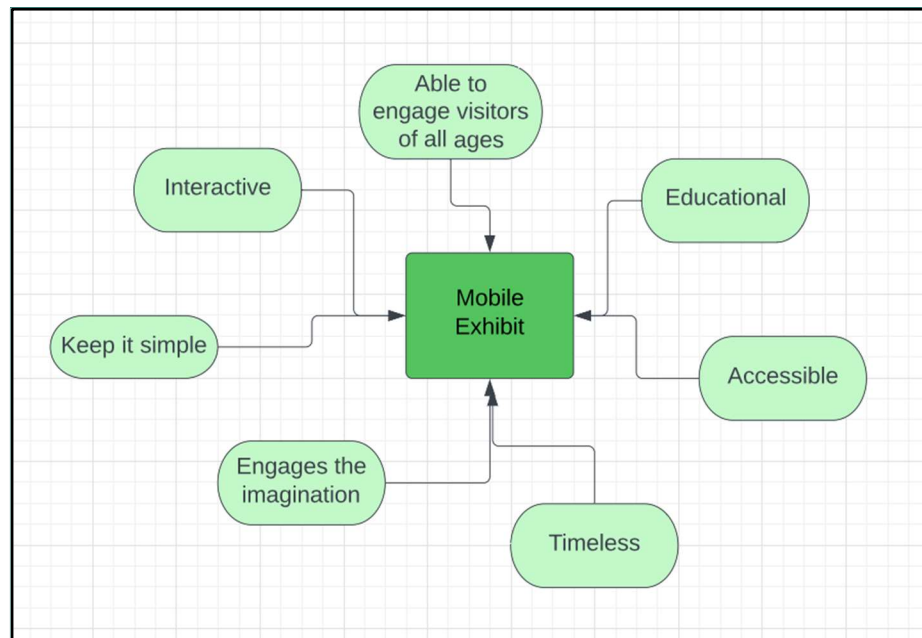 Able to
engage visitors
of all ages
Interactive
Educational
Mobile
Exhibit
Keep it simple
Accessible
Engages the
imagination
Timeless